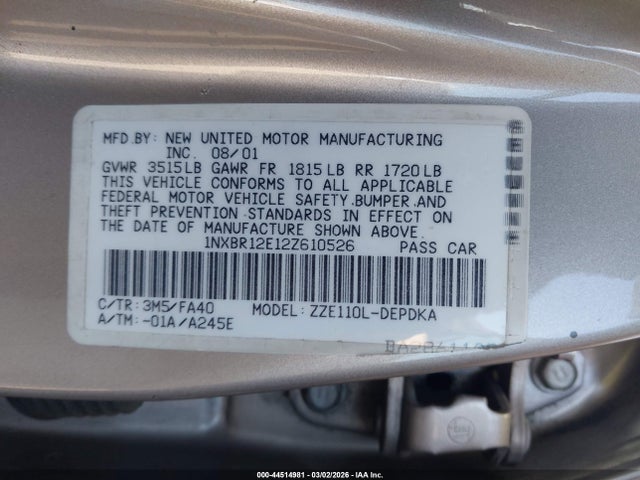 MFD.BY: NEW UNITED MOTOR MANUFACTURING
INC. 08/01
GVWR 3515LB GAWR FR 1815LB RR 1720LB
THIS VEHICLE CONFORMS TO ALL APPLICABLE
FEDERAL MOTOR VEHICLE SAFETY,BUMPER,AND
THEFT PREVENTION STANDARDS IN EFFECT ON
THE DATE OF MANUFACTURE SHOWN ABOVE.
1NXBR12E12Z610526 PASS CAR
C/TR: 3M5/FA40 MODEL: ZZE110L-DEPDKA
A/TM: -01A/A245E
000-44514981 | 03/02/2026 | IAA Inc.